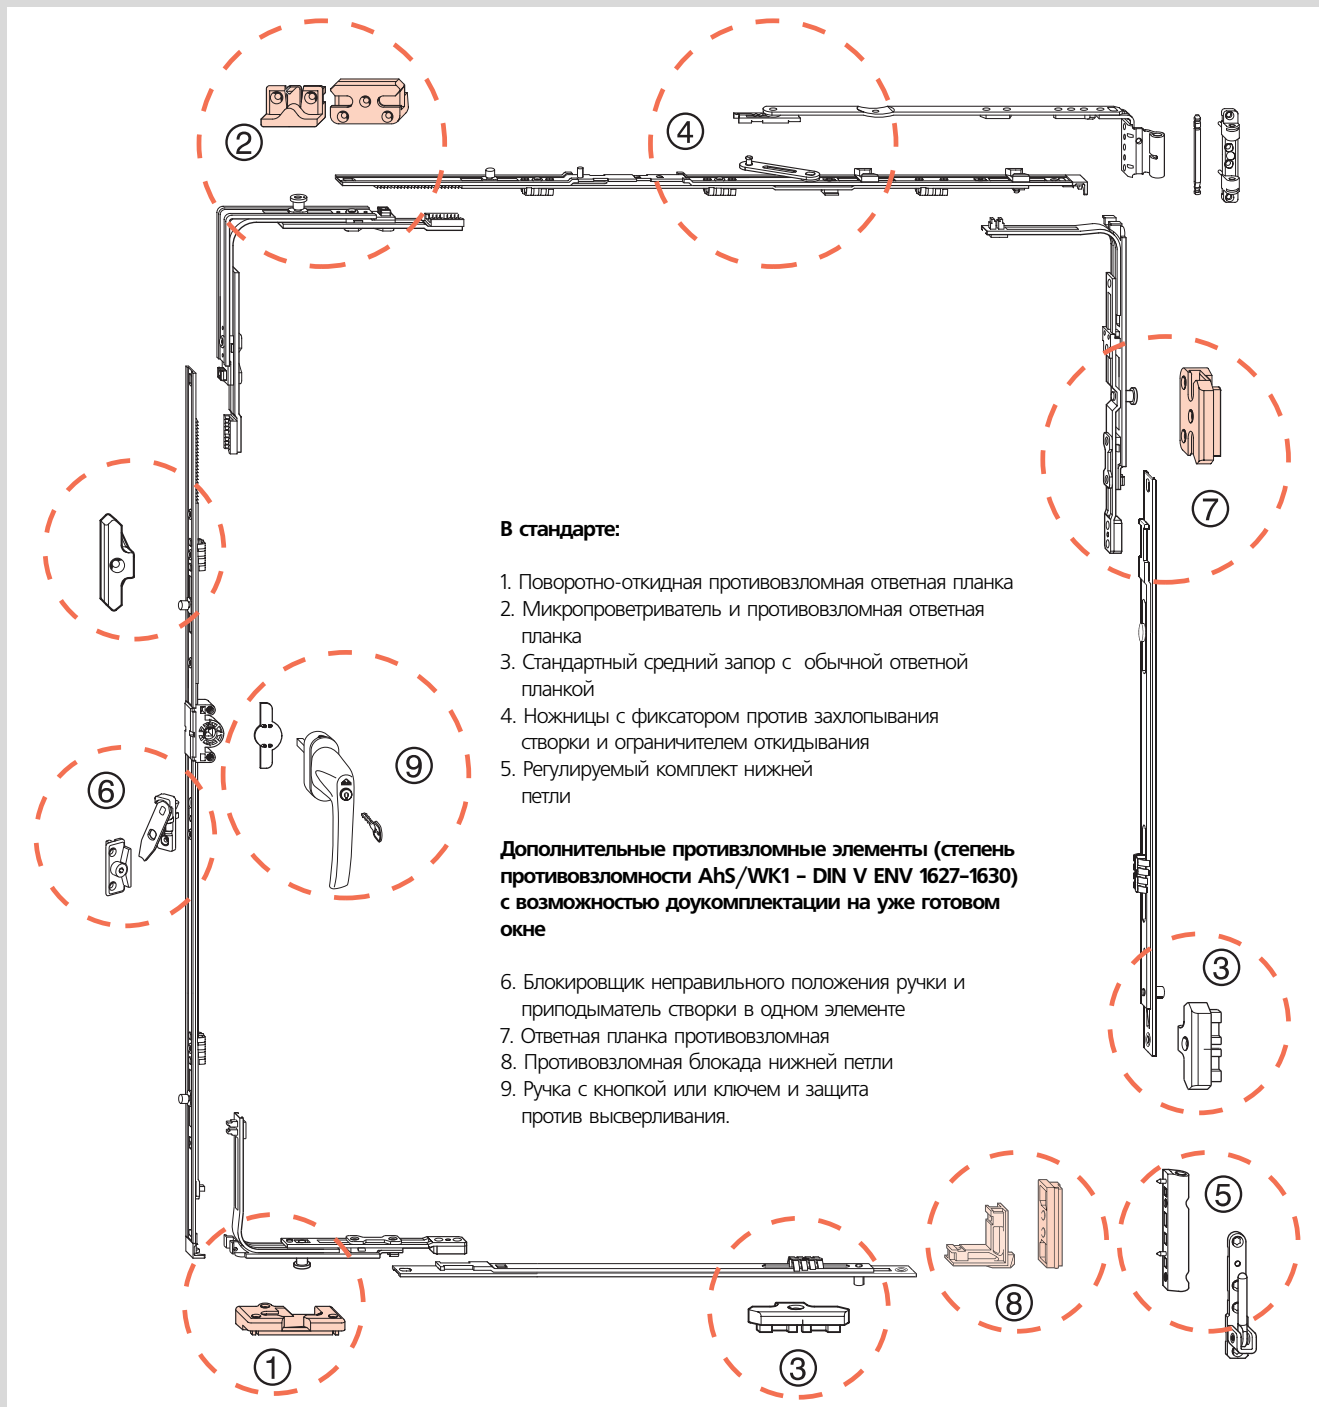 2
4
7
В стандарте:
1. Поворотно-откидная противовзломная ответная планка
2. Микропроветриватель и противовзломная ответная
планка
3. Стандартный средний запор с обычной ответной
планкой
4. Ножницы с фиксатором против захлопывания
створки и ограничителем откидывания
5. Регулируемый комплект нижней
петли
9
6
Дополнительные противзломные элементы (степень
противовзломности AhS/WK1 – DIN V ENV 1627–1630)
с возможностью доукомплектации на уже готовом
окне
6. Блокировщик неправильного положения ручки и
приподыматель створки в одном элементе
7. Ответная планка противовзломная
8. Противовзломная блокада нижней петли
9. Ручка с кнопкой или ключем и защита
против высверливания.
3
5
8
1
3